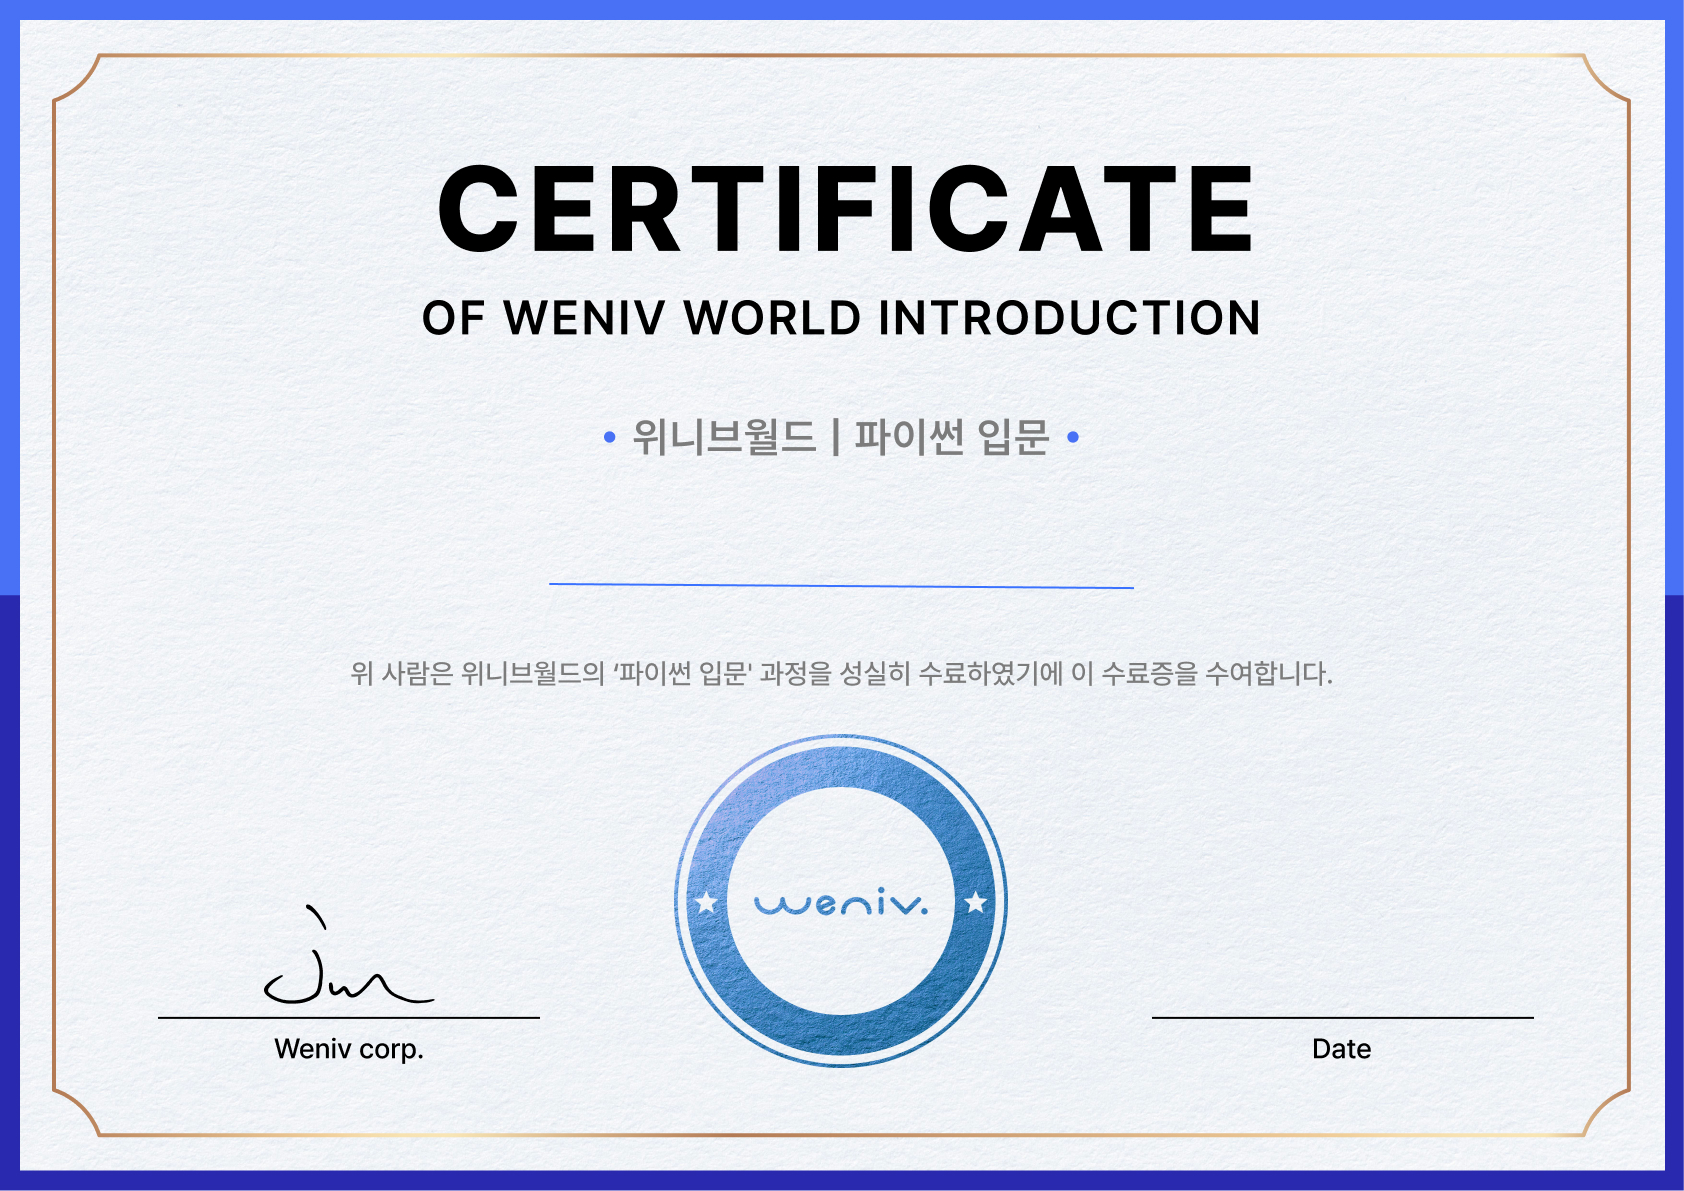 CERTIFICATE
OF WENIV WORLD INTRODUCTION
• 위니브월드 | 파이썬 입문 •
위 사람은 위니브월드의 ‘파이썬 입문' 과정을 성실히 수료하였기에 이 수료증을 수여합니다.
weniv.
Weniv corp.
Date